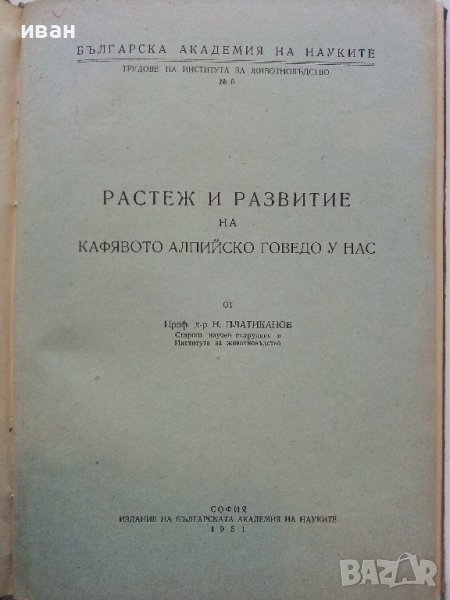 иван
БЪЛГАРСКА АКАДЕМИЯ НА НАУКИТЕ
ТРУДОВЕ НА ИНСТИТУТА ЗА ЖИВОТНОВЪДСТВО
№ 6
РАСТЕЖ И РАЗВИТИЕ
НА
КАФЯВОТО АЛПИЙСКО ГОВЕДО У НАС
ОТ
Проф. д-р Н. ПЛАТИКАНОВ
Старши научен сътрудник в
Института за животновъдство
СОФИЯ
ИЗДАНИЕ НА БЪЛГАРСКАТА АКАДЕМИЯ НА НАУКИТЕ
1951
BAZAR